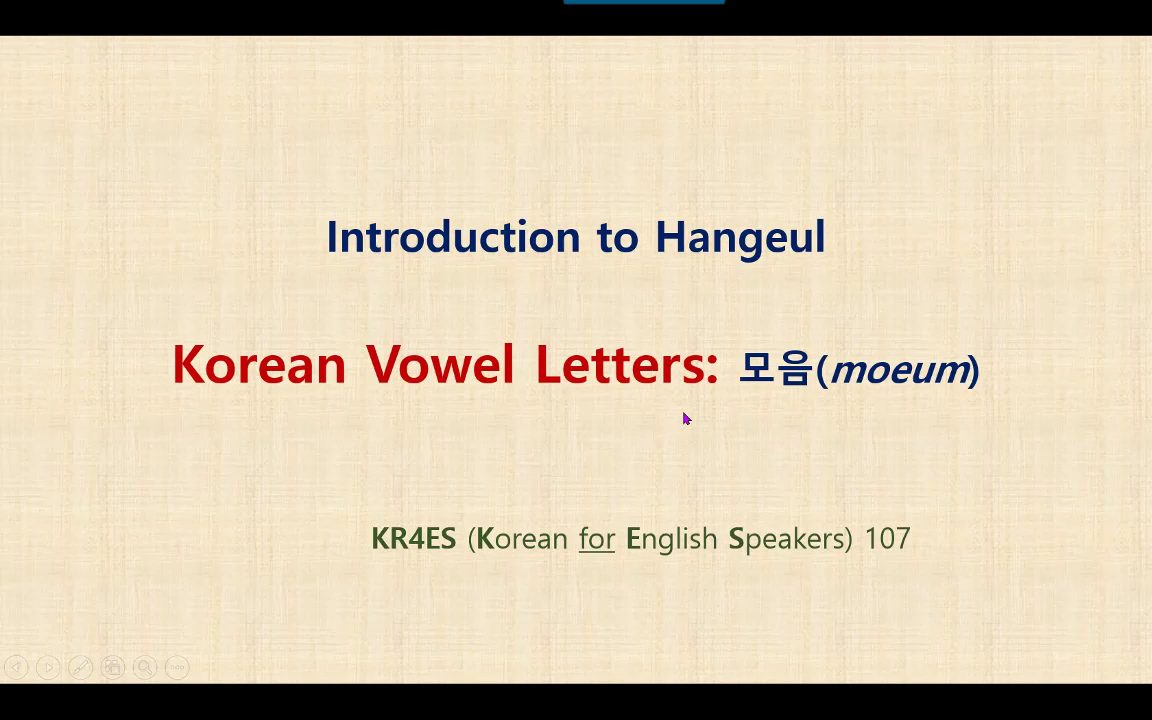 Introduction to Hangeul
Korean Vowel Letters: 모음(moeum)
KR4ES (Korean for English Speakers) 107